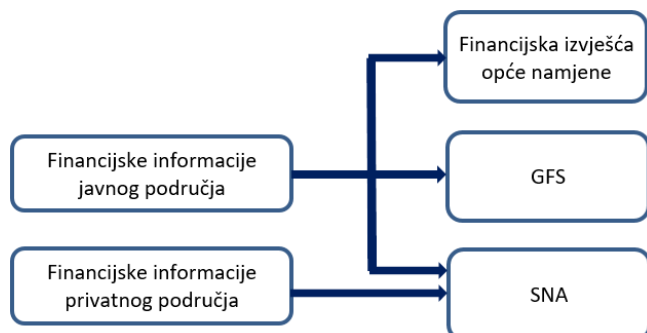 Financijska izvješća
opće namjene
Financijske informacije
javnog područja
GFS
Financijske informacije
privatnog područja
SNA